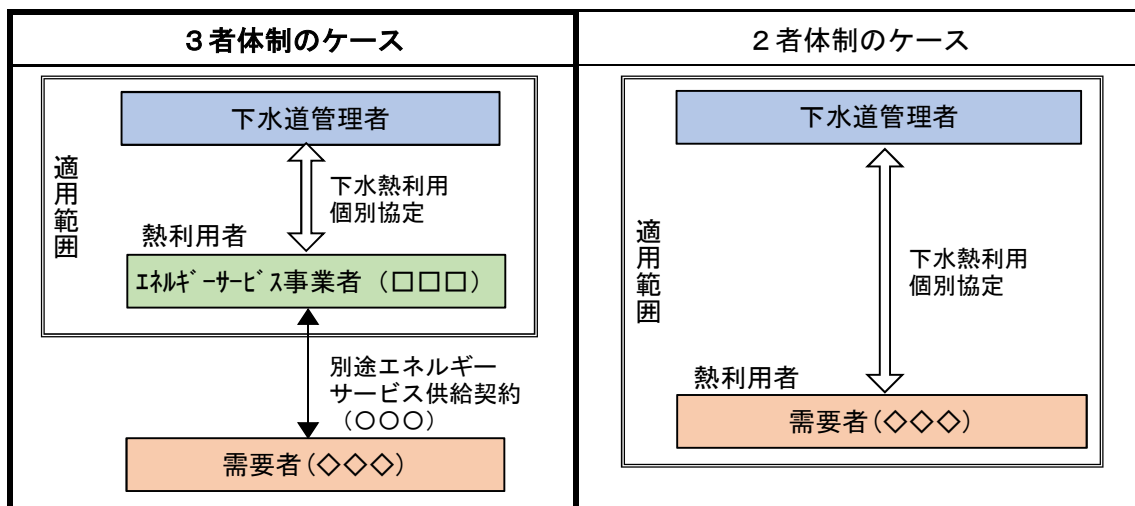 3者体制のケース
下水道管理者
適用範囲
下水熱利用
個別協定
熱利用者
ｴﾈﾙｷﾞｰｻｰﾋﾞｽ事業者（□□□）
別途エネルギー
サービス供給契約
（○○○）
需要者(◇◇◇)
２者体制のケース
下水道管理者
適用範囲
下水熱利用
個別協定
熱利用者
需要者(◇◇◇)